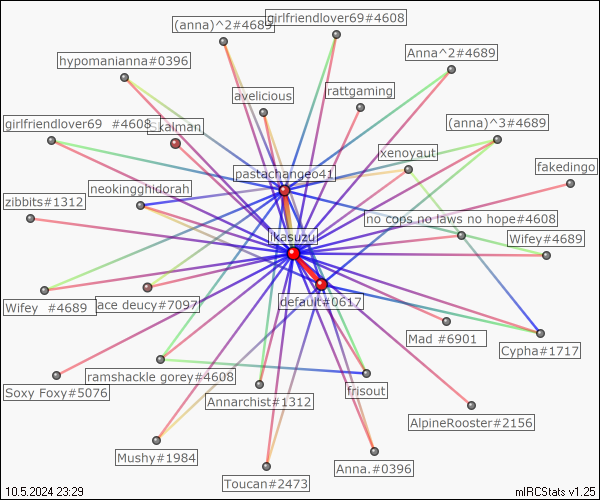 (anna)^2#4689
girlfriendlover69#4608
hypomanianna#0396
Anna^2#4689
avelicious
rattgaming
girlfriendlover69  #4608
(anna)^3#4689
xenoyaut
pastachangeo41
fakedingo
neokingghidorah
zibbits#1312
no cops no laws no hope#4608
ikasuzu
Wifey#4689
default#0617
Wifey  #4689
ace deucy#7097
Mad #6901
Cypha#1717
ramshackle gorey#4608
frisout
Soxy Foxy#5076
Annarchist#1312
AlpineRooster#2156
Mushy#1984
Anna.#0396
Toucan#2473
10.5.2024 23:29
mIRCStats v1.25